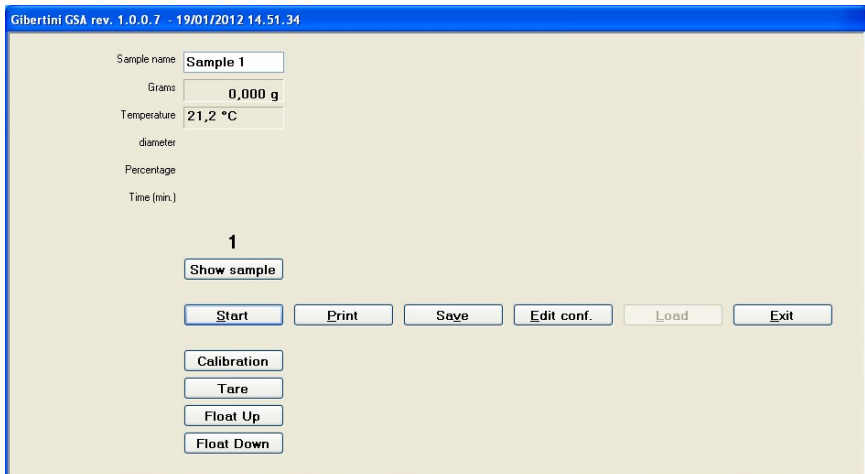 Gibertini GSA rev. 1.0.0.7 - 19/01/2012 14.51.34
Sample name Sample 1
Grams 0,000 g
Temperature 21,2 °C
diameter
Percentage
Time (min.)
1
Show sample
Start Print Save Edit conf. Load Exit
Calibration
Tare
Float Up
Float Down